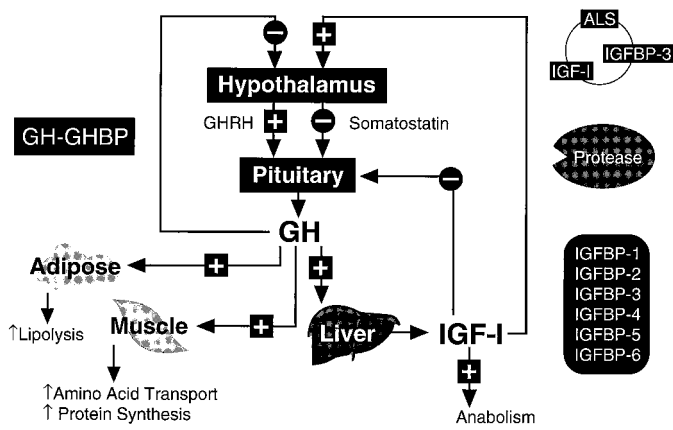 ALS
IGFBP-3
IGF-I
Hypothalamus
GHRH + − Somatostatin
GH-GHBP
Protease
Pituitary
GH
Adipose
↑Lipolysis
Muscle
Liver
IGF-I
IGFBP-1
IGFBP-2
IGFBP-3
IGFBP-4
IGFBP-5
IGFBP-6
↑Amino Acid Transport
↑ Protein Synthesis
Anabolism